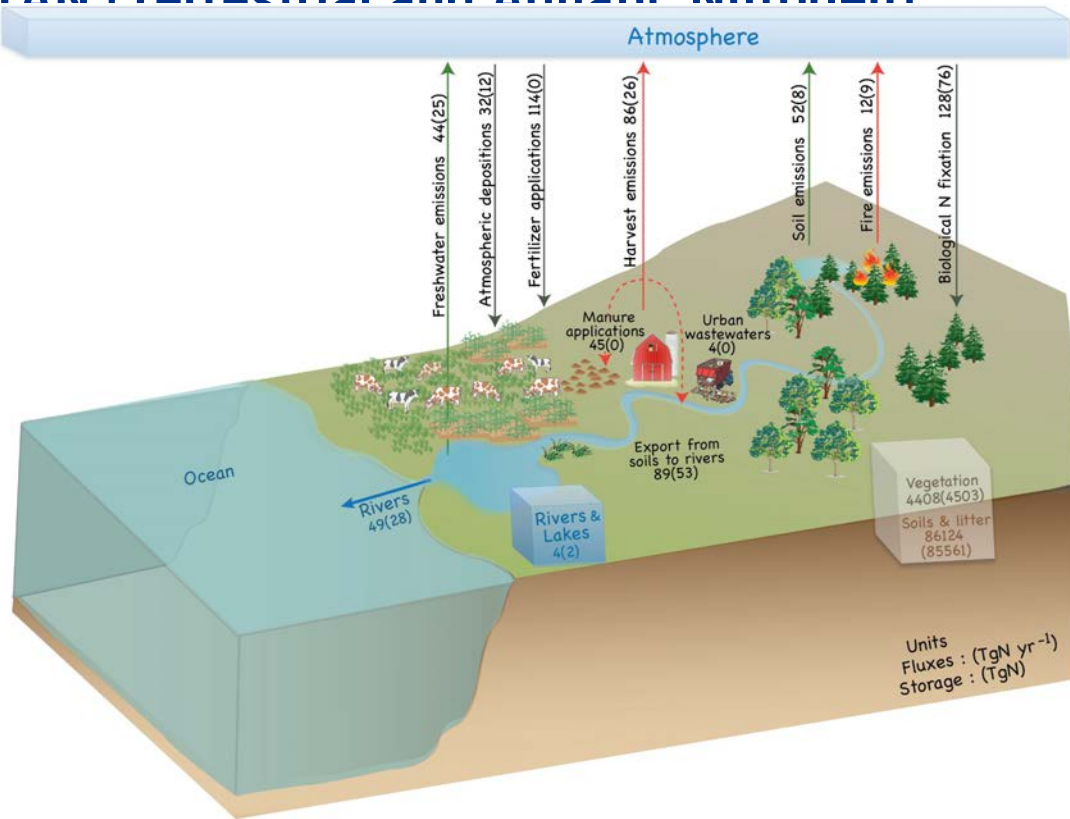 Atmosphere
Freshwater emissions 44(25)
Atmospheric depositions 32(12)
Fertilizer applications 114(0)
Harvest emissions 86(26)
Soil emissions 52(8)
Fire emissions 12(9)
Biological N fixation 128(76)
Manure
applications
45(0)
Urban
wastewaters
4(0)
Export from
soils to rivers
89(53)
Ocean
Rivers
49(28)
Rivers &
Lakes
4(2)
Vegetation
4408(4503)
Soils & litter
86124
(85561)
Units
Fluxes : (TgN yr⁻¹)
Storage : (TgN)